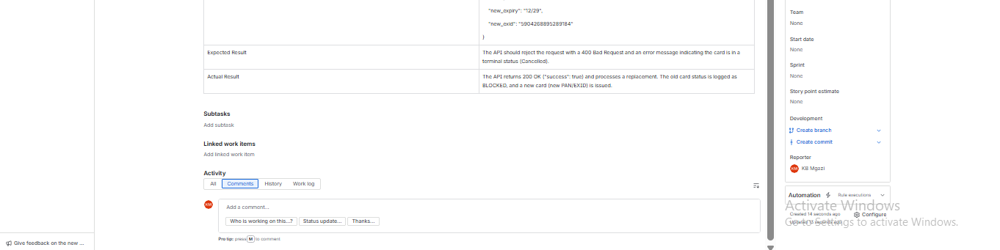 "new_expiry": "12/29",
"new_exid": "5904268895289184"
}
Expected Result
The API should reject the request with a 400 Bad Request and an error message indicating the card is in a
terminal status (Cancelled).
Actual Result
The API returns 200 OK ("success": true) and processes a replacement. The old card status is logged as
BLOCKED, and a new card (new PAN/EXID) is issued.
Subtasks
Add subtask
Linked work items
Add linked work item
Activity
All Comments History Work log
KM
Add a comment...
Who is working on this...? Status update... Thanks...
Pro tip: press M to comment
Give feedback on the new ...
Team
None
Start date
None
Sprint
None
Story point estimate
None
Development
Create branch
Create commit
Reporter
KM KB Mgazi
Automation Rule executions
Activate Windows
Created 14 seconds ago Configure
Go to Settings to activate Windows.
Updated 13 seconds ago